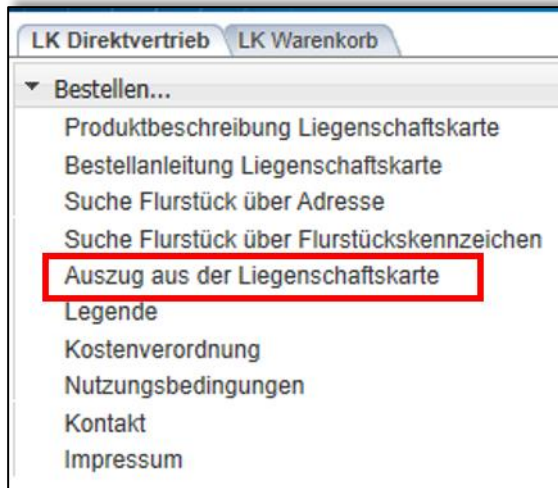 LK Direktvertrieb LK Warenkorb
Bestellen...
Produktbeschreibung Liegenschaftskarte
Bestellanleitung Liegenschaftskarte
Suche Flurstück über Adresse
Suche Flurstück über Flurstückskennzeichen
Auszug aus der Liegenschaftskarte
Legende
Kostenverordnung
Nutzungsbedingungen
Kontakt
Impressum